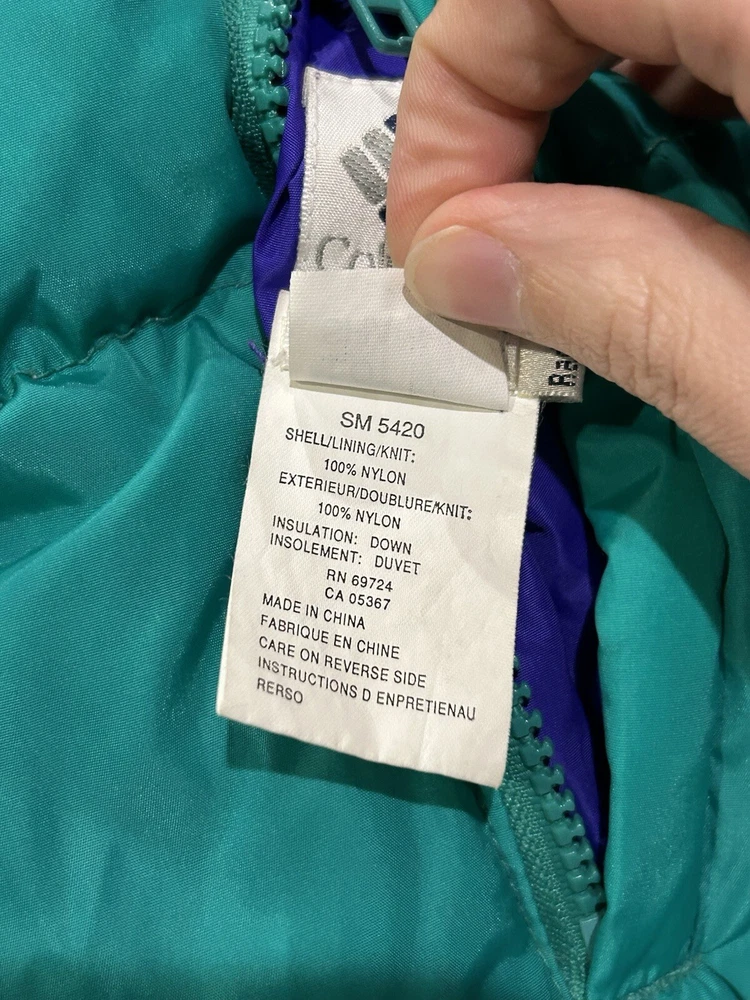 SM 5420
SHELL/LINING/KNIT:
100% NYLON
EXTERIEUR/DOUBLURE/KNIT:
100% NYLON
INSULATION: DOWN
INSOLEMENT: DUVET
RN 69724
CA 05367
MADE IN CHINA
FABRIQUE EN CHINE
CARE ON REVERSE SIDE
INSTRUCTIONS D ENPRETIENAU
RERSO